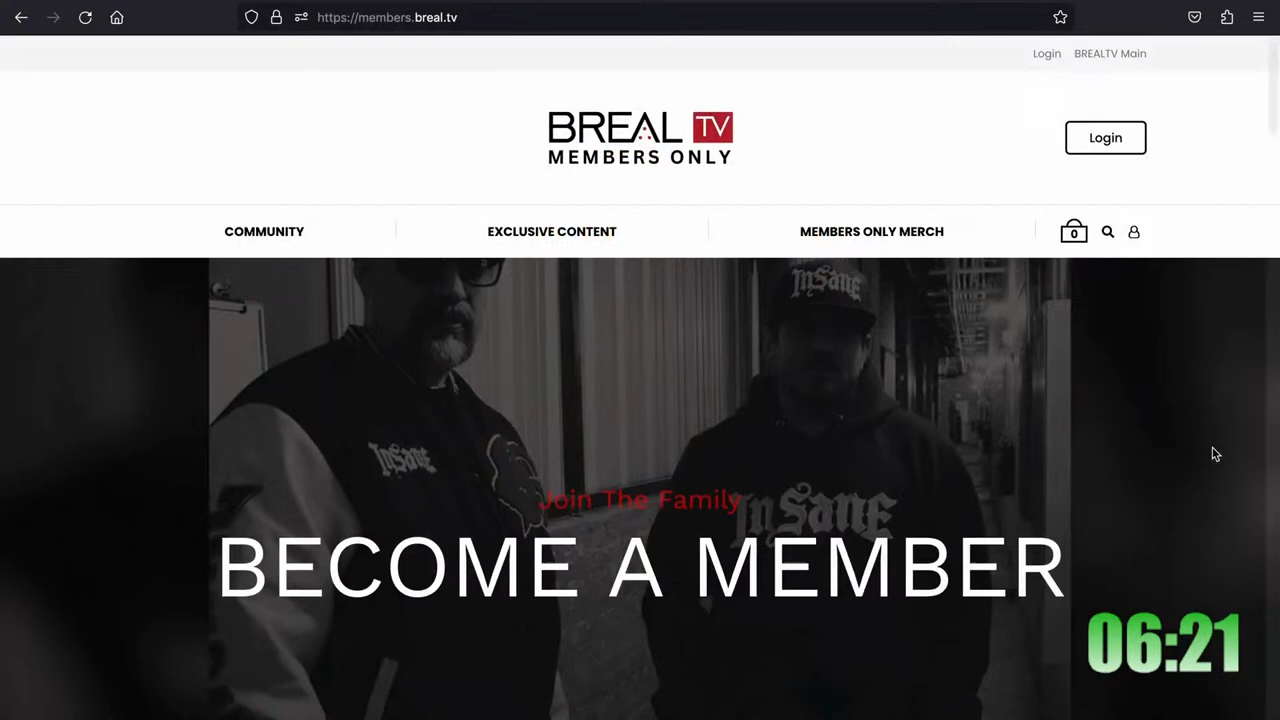 https://members.breal.tv
Login
BREALTV Main
BREAL TV
MEMBERS ONLY
Login
COMMUNITY
EXCLUSIVE CONTENT
MEMBERS ONLY MERCH
0
InSane
InSane
Join The Family
InSane
BECOME A MEMBER
06:21